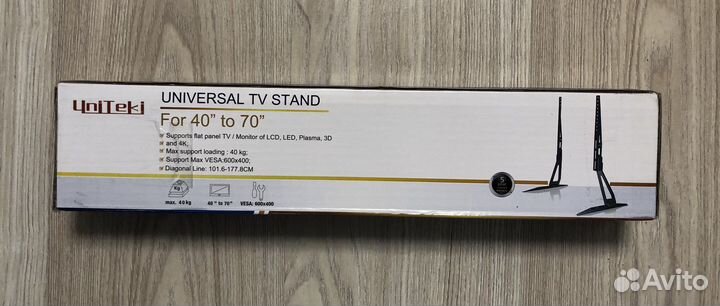 UniTeki
UNIVERSAL TV STAND
For 40" to 70"
Supports flat panel TV / Monitor of LCD, LED, Plasma, 3D
and 4K;
Max support loading : 40 kg;
Support Max VESA:600x400;
Diagonal Line: 101.6-177.8CM
Kg
max. 40kg
40" to 70"
VESA: 600x400
5
Avito